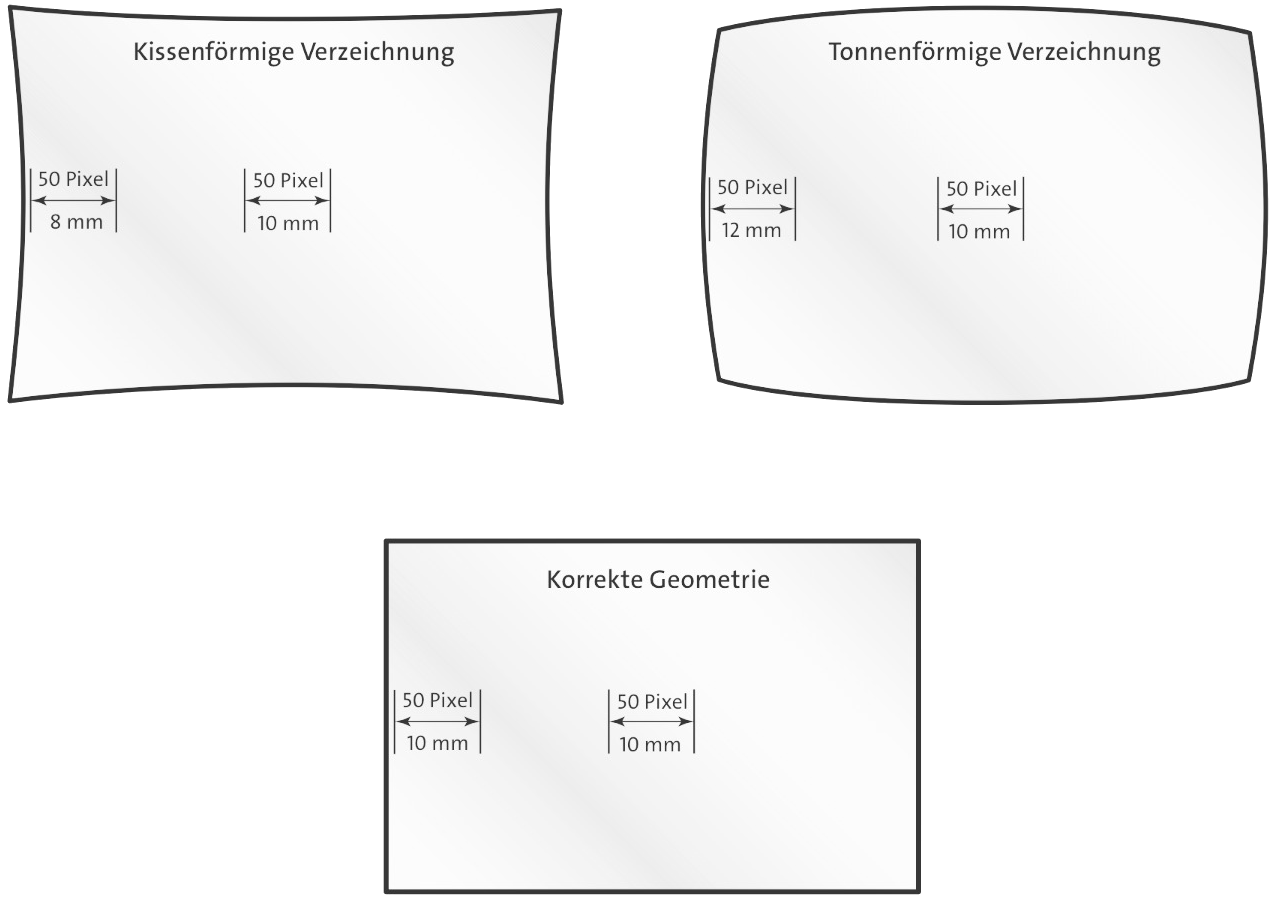 Kissenförmige Verzeichnung
50 Pixel
8 mm
50 Pixel
10 mm
Tonnenförmige Verzeichnung
50 Pixel
12 mm
50 Pixel
10 mm
Korrekte Geometrie
50 Pixel
10 mm
50 Pixel
10 mm